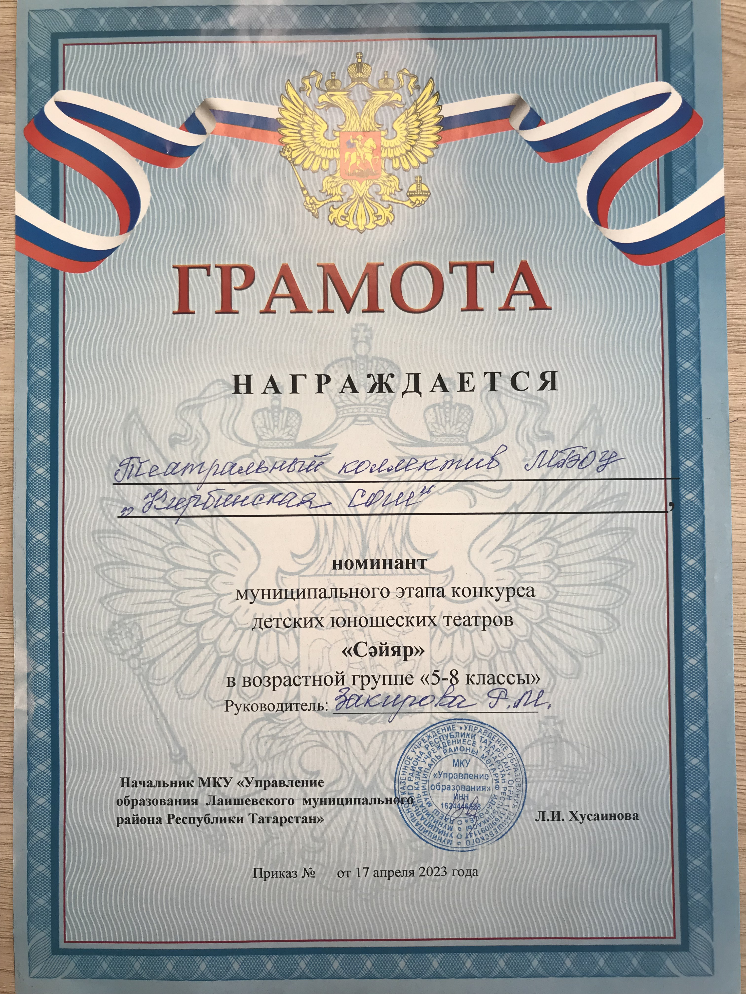 ГРАМОТА
НАГРАЖДАЕТСЯ
Театральный коллектив МБОУ
„Кирбинская СОШ“,
номинант
муниципального этапа конкурса
детских юношеских театров
«Сәйяр»
в возрастной группе «5-8 классы»
Руководитель: Закирова Г.М.
Начальник МКУ «Управление
образования Лаишевского муниципального
района Республики Татарстан»
МКУ
«Управление
образования»
ИНН
Л.И. Хусаинова
Приказ № от 17 апреля 2023 года